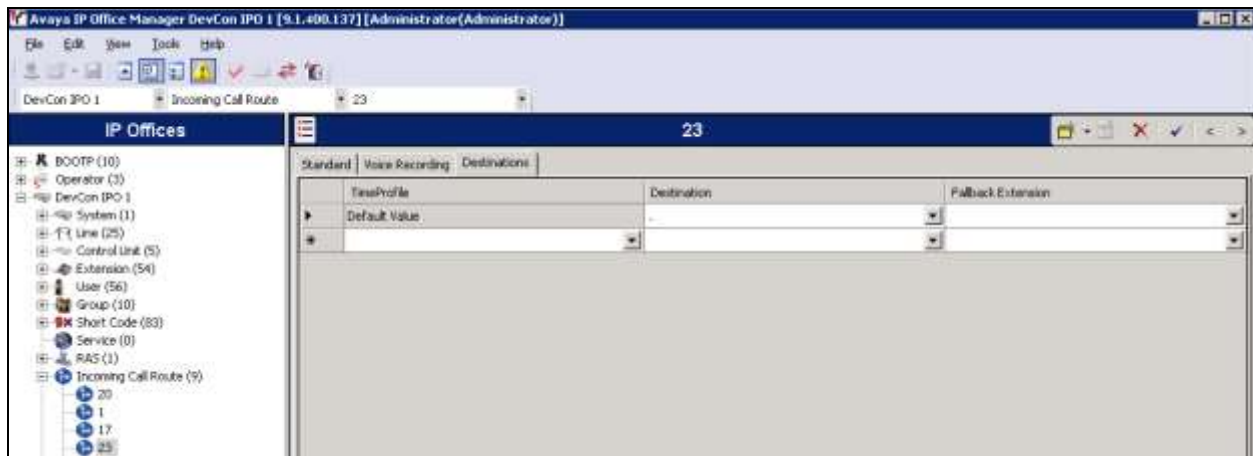 Avaya IP Office Manager DevCon IPO 1 [9.1.400.137] [Administrator(Administrator)]
File Edit View Tools Help
DevCon IPO 1 Incoming Call Route 23
IP Offices 23
BOOTP (10)
Operator (3)
DevCon IPO 1
System (1)
Line (25)
Control Unit (5)
Extension (54)
User (56)
Group (10)
Short Code (83)
Service (0)
RAS (1)
Incoming Call Route (9)
20
1
17
23
Standard Voice Recording Destinations
TimeProfile Destination Fallback Extension
Default Value .